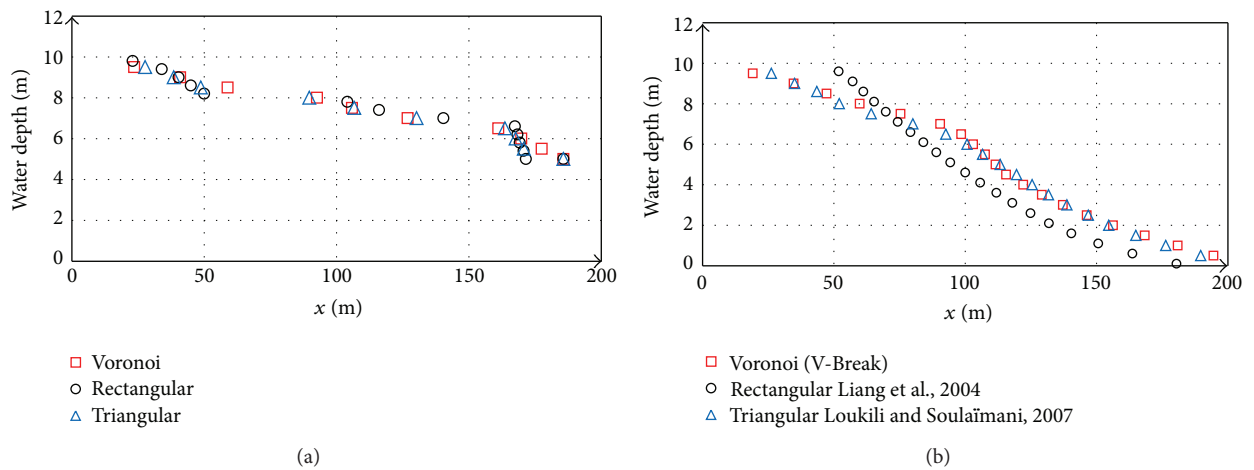 12
10
8
6
4
2
0
Water depth (m)
0
50
100
150
200
x (m)
Voronoi
Rectangular
Triangular
(a)
12
10
8
6
4
2
0
Water depth (m)
0
50
100
150
200
x (m)
Voronoi (V-Break)
Rectangular Liang et al., 2004
Triangular Loukili and Soulaïmani, 2007
(b)